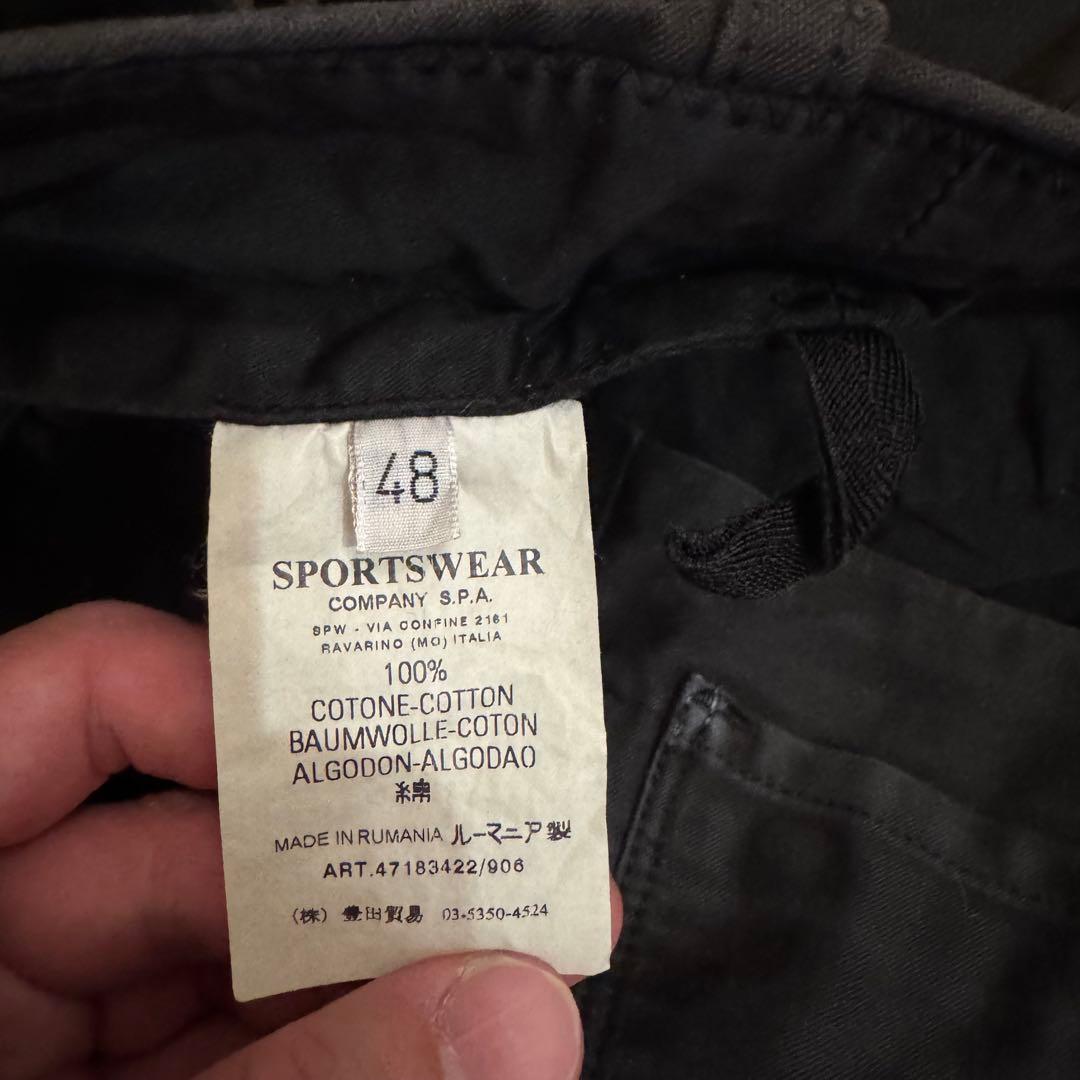 48
SPORTSWEAR
COMPANY S.P.A.
SPW - VIA CONFINE 2161
RAVARINO (MO) ITALIA
100%
COTONE-COTTON
BAUMWOLLE-COTON
ALGODON-ALGODAO
綿
MADE IN RUMANIA ルーマニア製
ART.47183422/906
(株) 豊田貿易 03-5350-4524